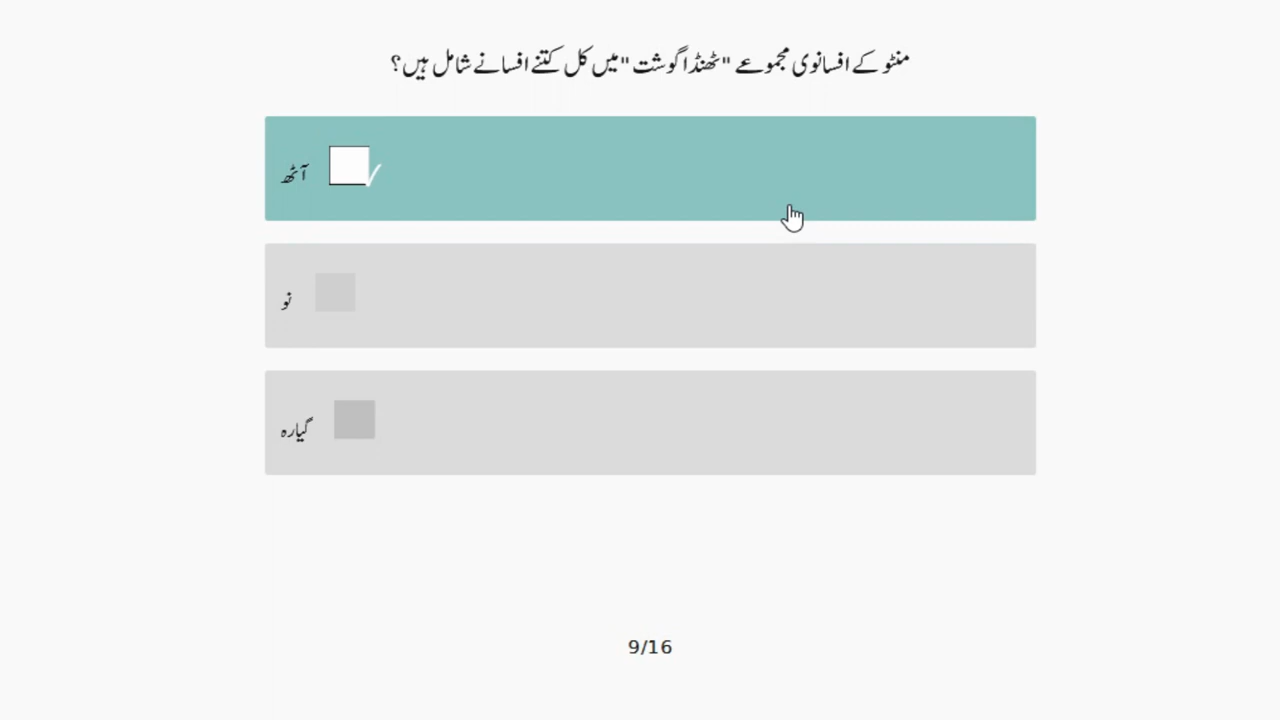 منٹو کے افسانوی مجموعے "ٹھنڈا گوشت" میں کل کتنے افسانے شامل ہیں؟
آٹھ
نو
گیارہ
9/16